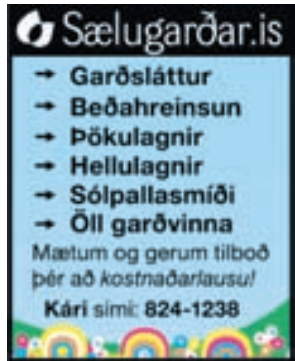 Sælugarðar.is
→ Garðsláttur
→ Beðahreinsun
→ Þökulagnir
→ Hellulagnir
→ Sólpallasmíði
→ Öll garðvinna
Mætum og gerum tilboð
þér að kostnaðarlausu!
Kári sími: 824-1238